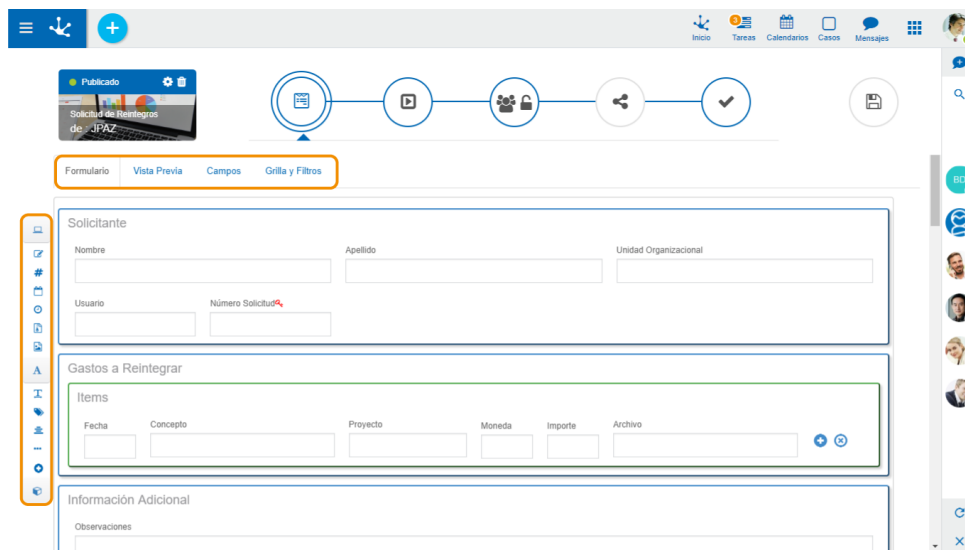 3
Inicio
Tareas
Calendarios
Casos
Mensajes
Publicado
Solicitud de Reintegros
de : JPAZ
Formulario Vista Previa Campos Grilla y Filtros
BD
Solicitante
Nombre Apellido Unidad Organizacional
Usuario Número Solicitud
Gastos a Reintegrar
Items
Fecha Concepto Proyecto Moneda Importe Archivo
Información Adicional
Observaciones